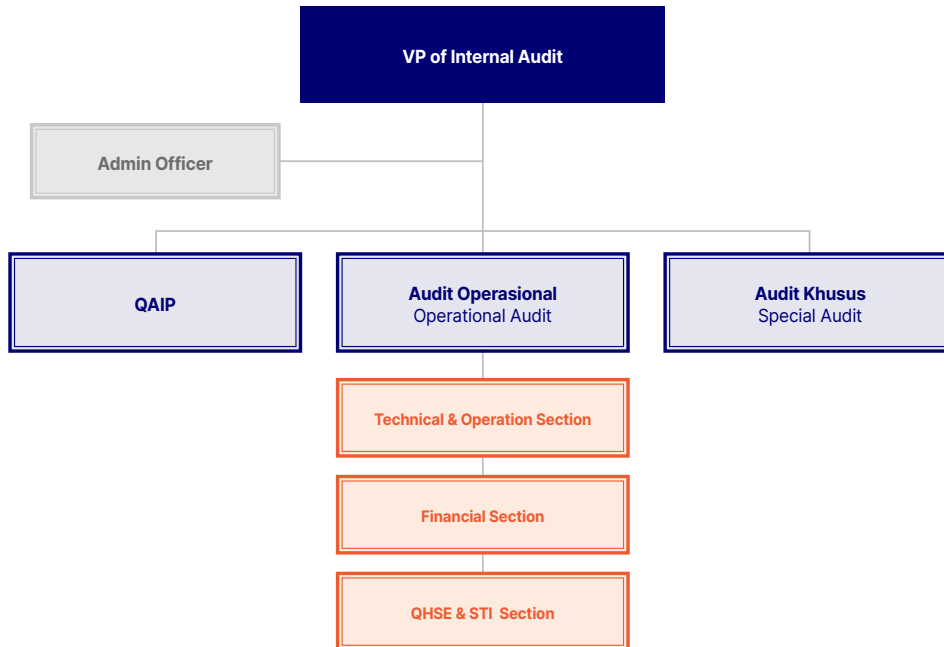 VP of Internal Audit
Admin Officer
QAIP
Audit Operasional
Operational Audit
Audit Khusus
Special Audit
Technical & Operation Section
Financial Section
QHSE & STI Section